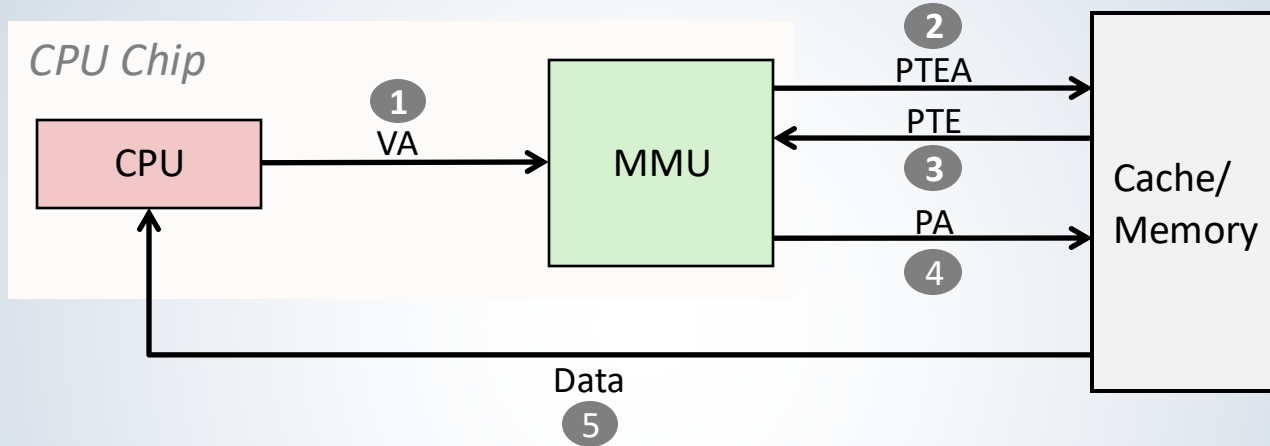 2
CPU Chip
PTEA
1
VA
PTE
CPU
MMU
3
Cache/
Memory
PA
4
Data
5